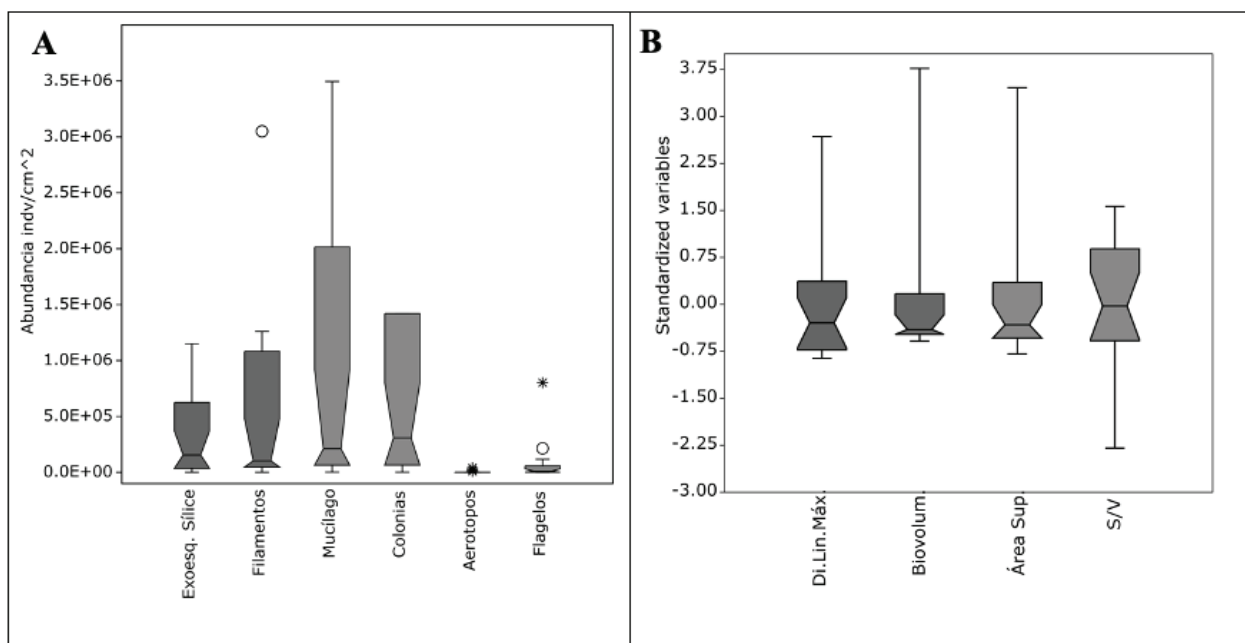 A
Abundancia indv/cm^2
3.5E+06
3.0E+06
2.5E+06
2.0E+06
1.5E+06
1.0E+06
5.0E+05
0.0E+00
Exoesq. Sílice
Filamentos
Mucílago
Colonias
Aerotopos
Flagelos
B
Standardized variables
3.75
3.00
2.25
1.50
0.75
0.00
-0.75
-1.50
-2.25
-3.00
Di.Lin.Máx.
Biovolum.
Área Sup.
S/V